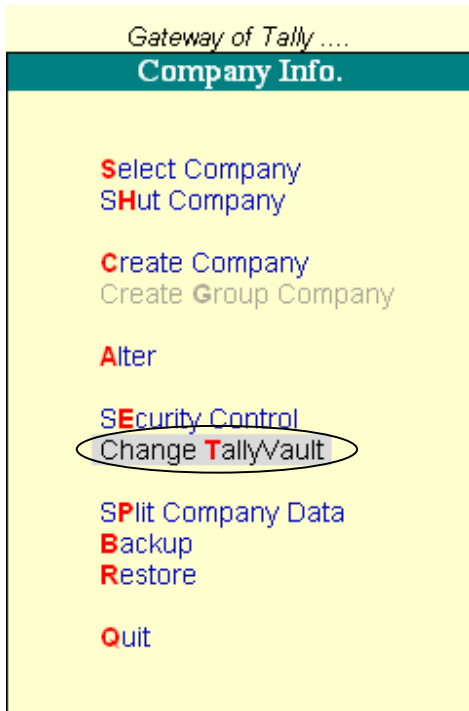 Gateway of Tally ....
Company Info.
Select Company
SHut Company
Create Company
Create Group Company
Alter
SEcurity Control
Change TallyVault
SPlit Company Data
Backup
Restore
Quit